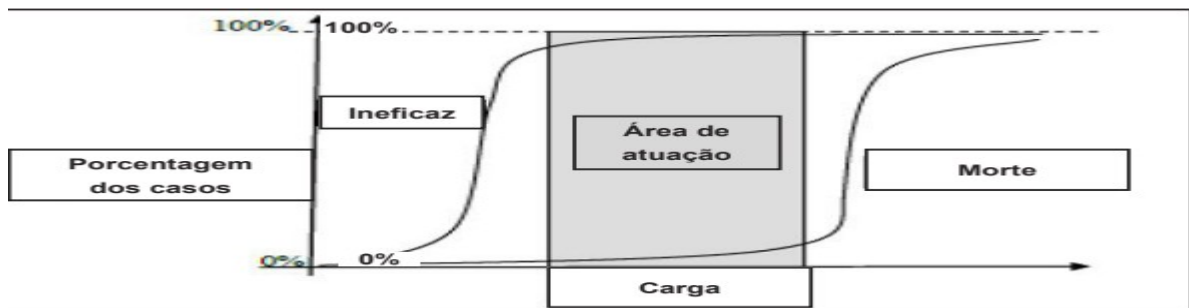 100%
100%
Ineficaz
Área de
atuação
Porcentagem
dos casos
Morte
0%
0%
Carga